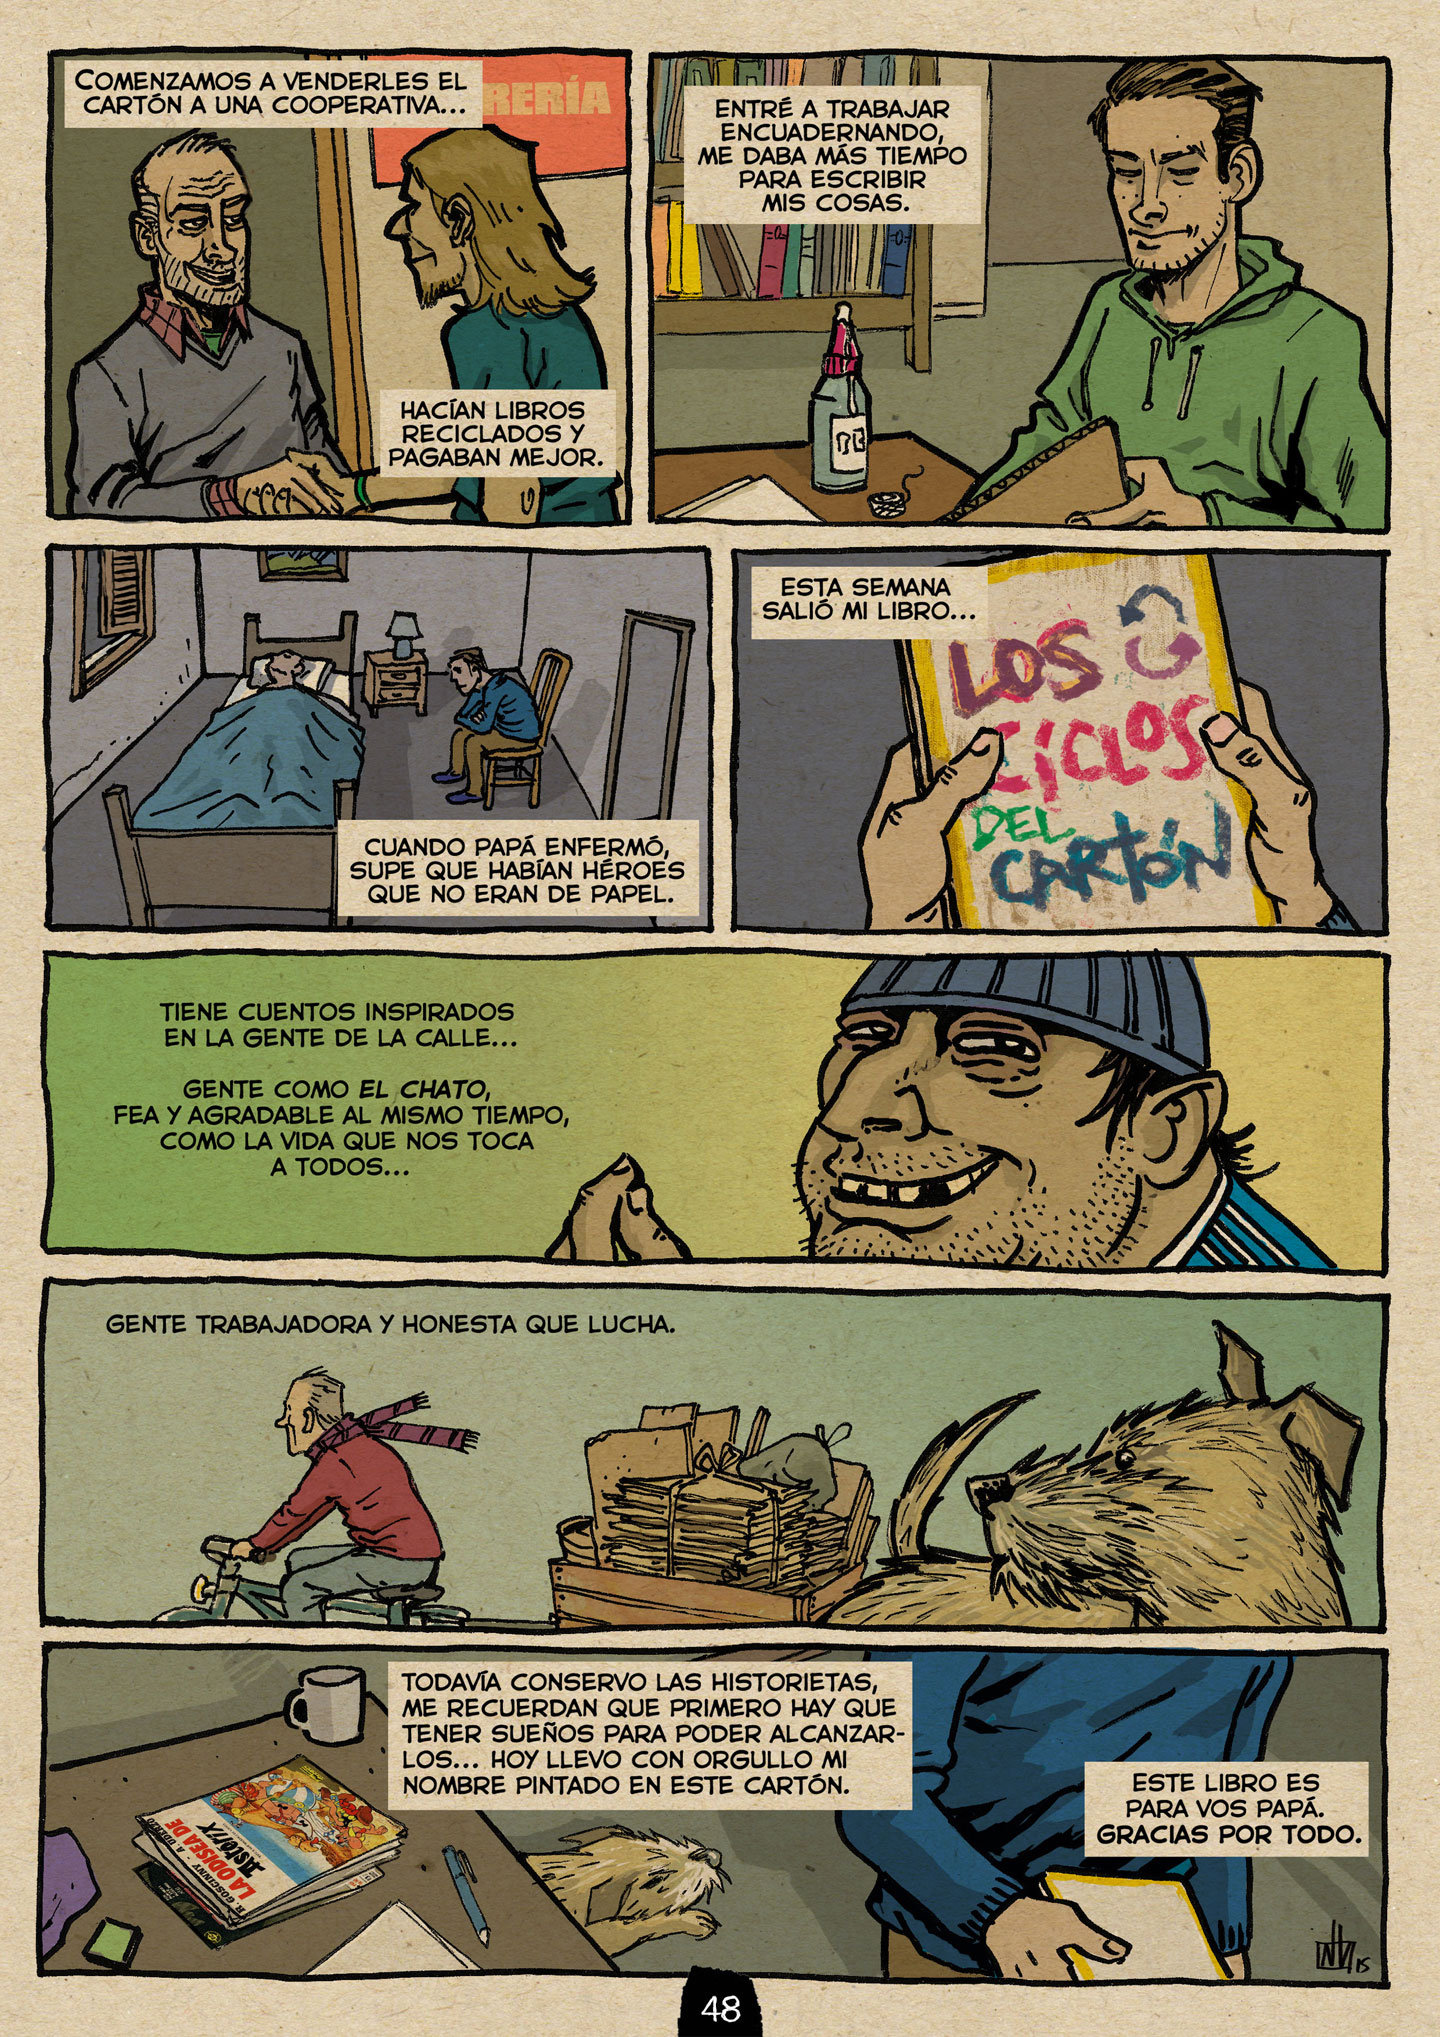 COMENZAMOS A VENDERLES EL
CARTÓN A UNA COOPERATIVA...
RERÍA
HACÍAN LIBROS
RECICLADOS Y
PAGABAN MEJOR.
ENTRÉ A TRABAJAR
ENCUADERNANDO,
ME DABA MÁS TIEMPO
PARA ESCRIBIR
MIS COSAS.
CUANDO PAPÁ ENFERMÓ,
SUPE QUE HABÍAN HÉROES
QUE NO ERAN DE PAPEL.
ESTA SEMANA
SALIÓ MI LIBRO...
LOS
CÍCLOS
DEL
CARTÓN
TIENE CUENTOS INSPIRADOS
EN LA GENTE DE LA CALLE...
GENTE COMO EL CHATO,
FEA Y AGRADABLE AL MISMO TIEMPO,
COMO LA VIDA QUE NOS TOCA
A TODOS...
GENTE TRABAJADORA Y HONESTA QUE LUCHA.
TODAVÍA CONSERVO LAS HISTORIETAS,
ME RECUERDAN QUE PRIMERO HAY QUE
TENER SUEÑOS PARA PODER ALCANZAR-
LOS... HOY LLEVO CON ORGULLO MI
NOMBRE PINTADO EN ESTE CARTÓN.
R. GOSCINNY - A. UDERZO
LA ODISEA DE
ASTÉRIX
ESTE LIBRO ES
PARA VOS PAPÁ.
GRACIAS POR TODO.
15
48